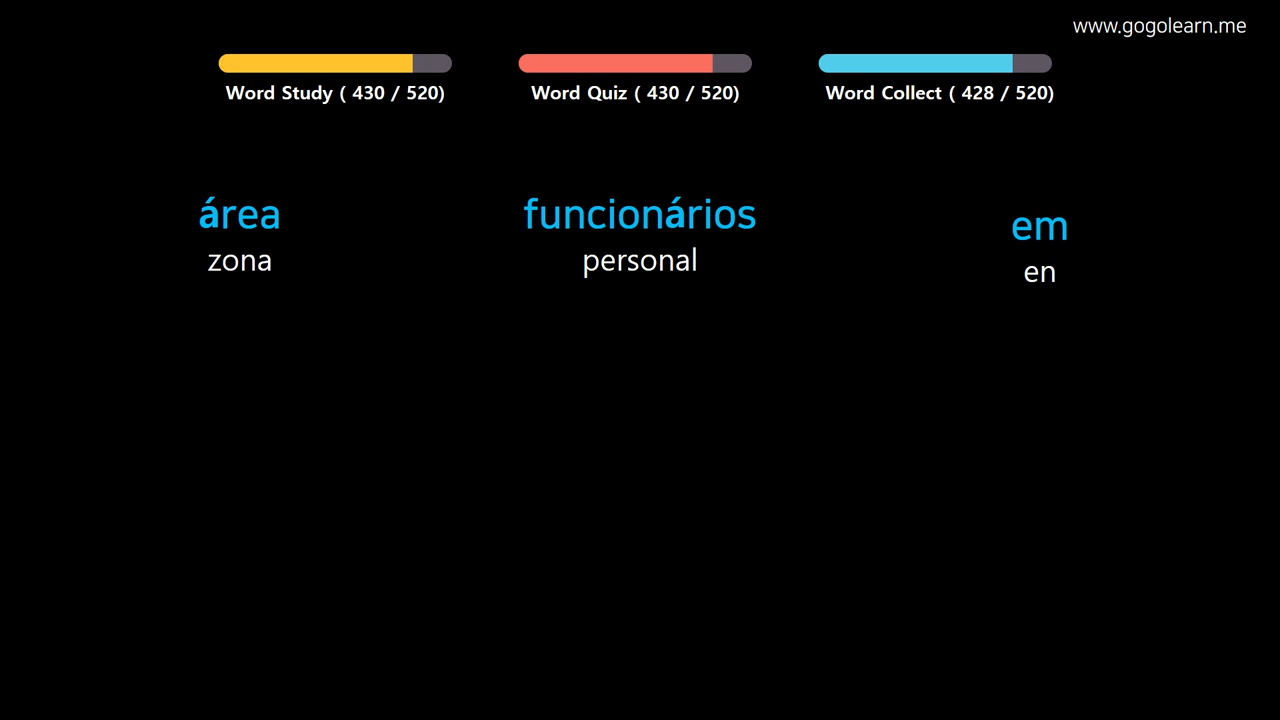 www.gogolearn.me
Word Study ( 430 / 520)
Word Quiz ( 430 / 520)
Word Collect ( 428 / 520)
área
zona
funcionários
personal
em
en